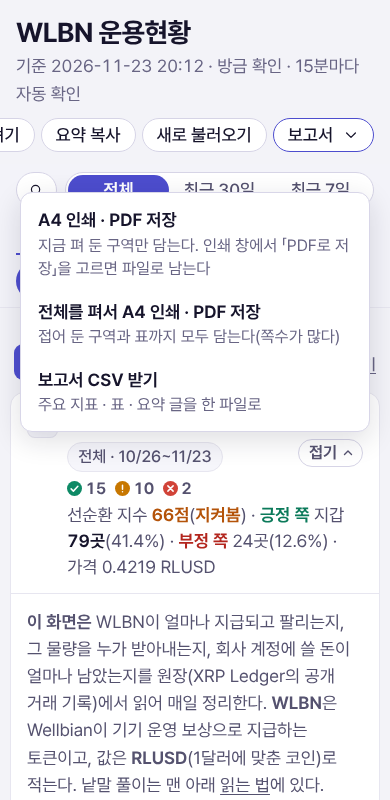 WLBN 운용현황
기준 2026-11-23 20:12 · 방금 확인 · 15분마다
자동 확인
요약 복사
새로 불러오기
보고서
전체
최근 30일
최근 7일
A4 인쇄 · PDF 저장
지금 펴 둔 구역만 담는다. 인쇄 창에서 「PDF로 저
장」을 고르면 파일로 남는다
전체를 펴서 A4 인쇄 · PDF 저장
접어 둔 구역과 표까지 모두 담는다(쪽수가 많다)
보고서 CSV 받기
주요 지표 · 표 · 요약 글을 한 파일로
전체 · 10/26~11/23
접기
15 10 2
선순환 지수 66점(지켜봄) · 긍정 쪽 지갑
79곳(41.4%) · 부정 쪽 24곳(12.6%) ·
가격 0.4219 RLUSD
이 화면은 WLBN이 얼마나 지급되고 팔리는지,
그 물량을 누가 받아내는지, 회사 계정에 쓸 돈이
얼마나 남았는지를 원장(XRP Ledger의 공개
거래 기록)에서 읽어 매일 정리한다. WLBN은
Wellbian이 기기 운영 보상으로 지급하는
토큰이고, 값은 RLUSD(1달러에 맞춘 코인)로
적는다. 낱말 풀이는 맨 아래 읽는 법에 있다.